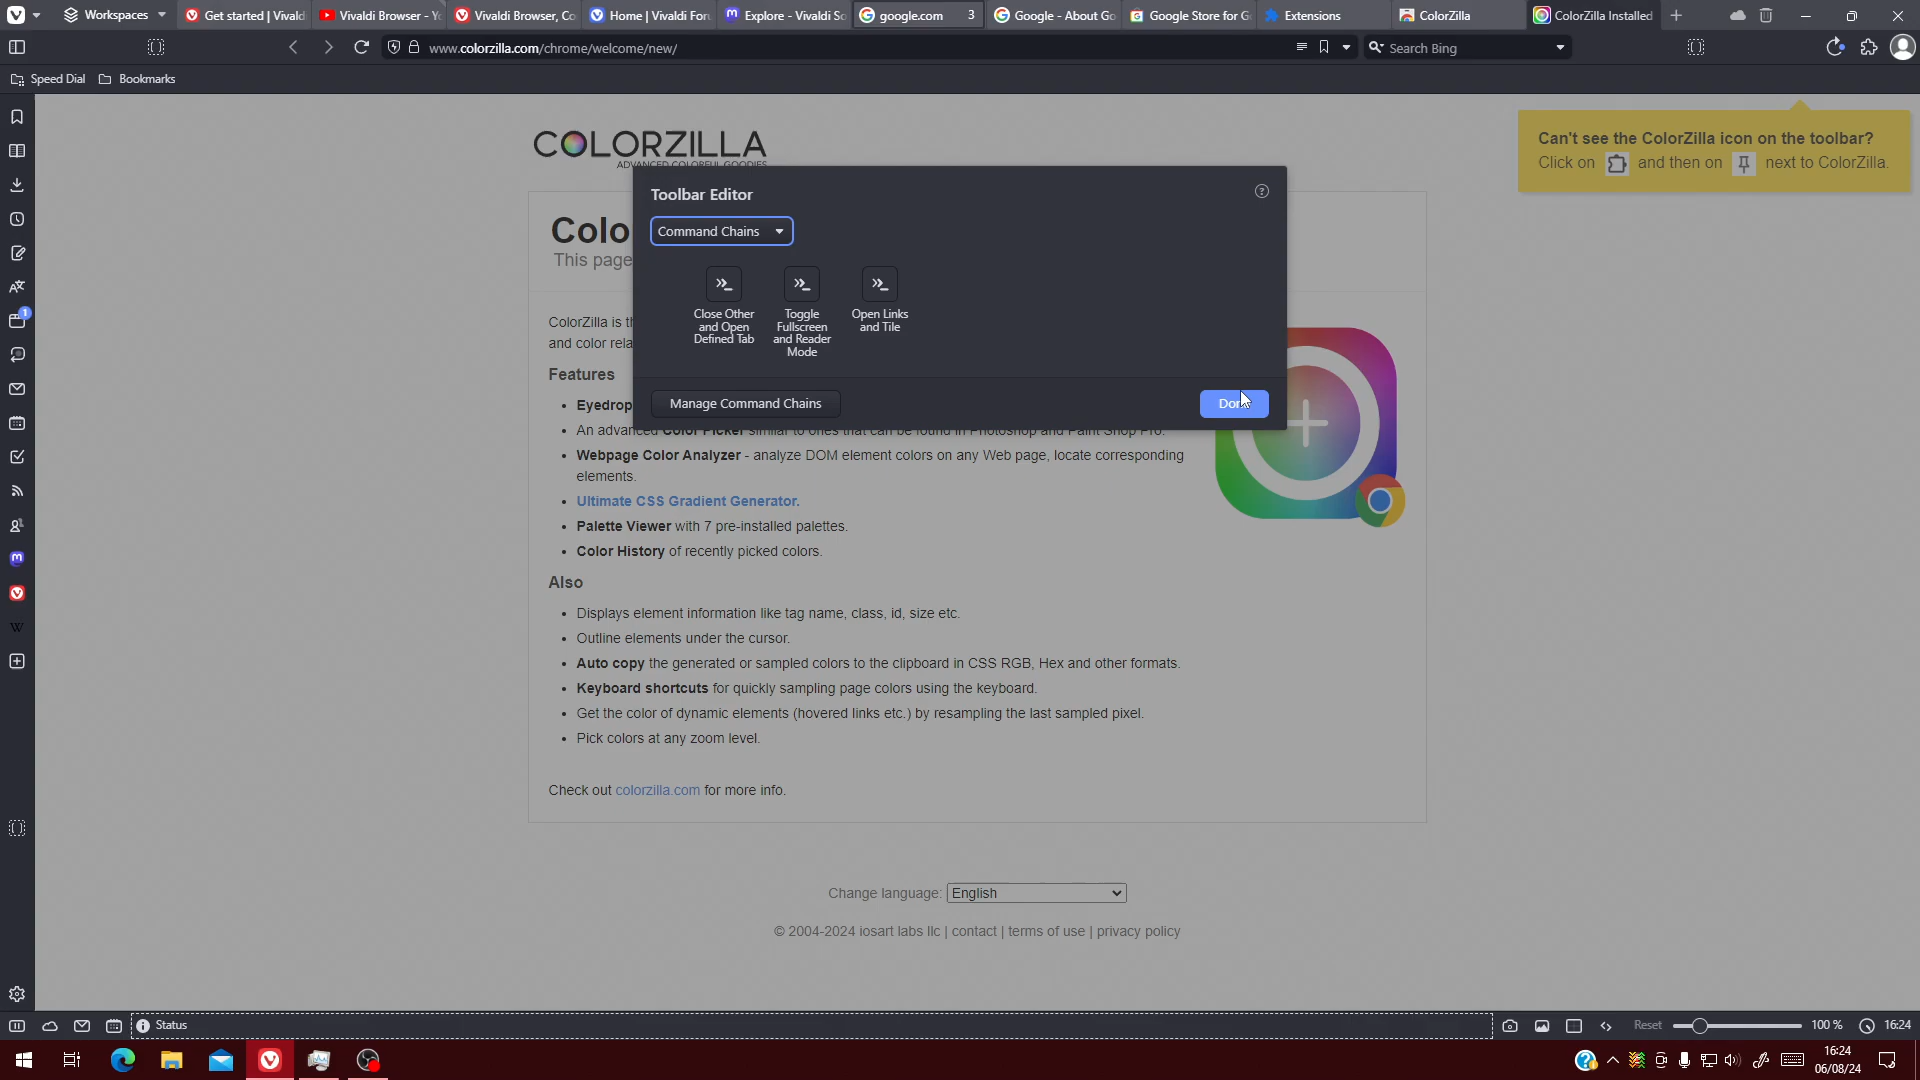 Workspaces
Get started | Vivald
Vivaldi Browser - Yo
Vivaldi Browser, Co
Home | Vivaldi Foru
Explore - Vivaldi So
google.com 3
Google - About Go
Google Store for G
Extensions
ColorZilla
ColorZilla Installed
www.colorzilla.com/chrome/welcome/new/
Search Bing
Speed Dial
Bookmarks
COLORZILLA
ADVANCED COLORFUL GOODIES
Can't see the ColorZilla icon on the toolbar?
Click on and then on next to ColorZilla.
Toolbar Editor
Command Chains
Colo
This page
Close Other
and Open
Defined Tab
Toggle
Fullscreen
and Reader
Mode
Open Links
and Tile
Manage Command Chains
ColorZilla is th
and color rela
Features
Eyedrop
An advanced Color Picker similar to ones that can be found in Photoshop and Paint Shop Pro.
Webpage Color Analyzer - analyze DOM element colors on any Web page, locate corresponding
elements.
Ultimate CSS Gradient Generator.
Palette Viewer with 7 pre-installed palettes.
Color History of recently picked colors.
Also
Displays element information like tag name, class, id, size etc.
Outline elements under the cursor.
Auto copy the generated or sampled colors to the clipboard in CSS RGB, Hex and other formats.
Keyboard shortcuts for quickly sampling page colors using the keyboard.
Get the color of dynamic elements (hovered links etc.) by resampling the last sampled pixel.
Pick colors at any zoom level.
Check out colorzilla.com for more info.
Change language: English
© 2004-2024 iosart labs llc | contact | terms of use | privacy policy
1
Status
Reset
100 %
16:24
16:24
06/08/24